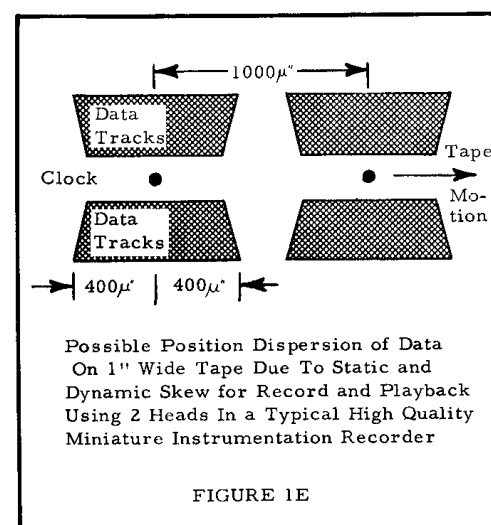 1000μ"
Data
Tracks
Tape
Clock
Mo-
tion
Data
Tracks
400μ" 400μ"
Possible Position Dispersion of Data
On 1" Wide Tape Due To Static and
Dynamic Skew for Record and Playback
Using 2 Heads In a Typical High Quality
Miniature Instrumentation Recorder
FIGURE 1E